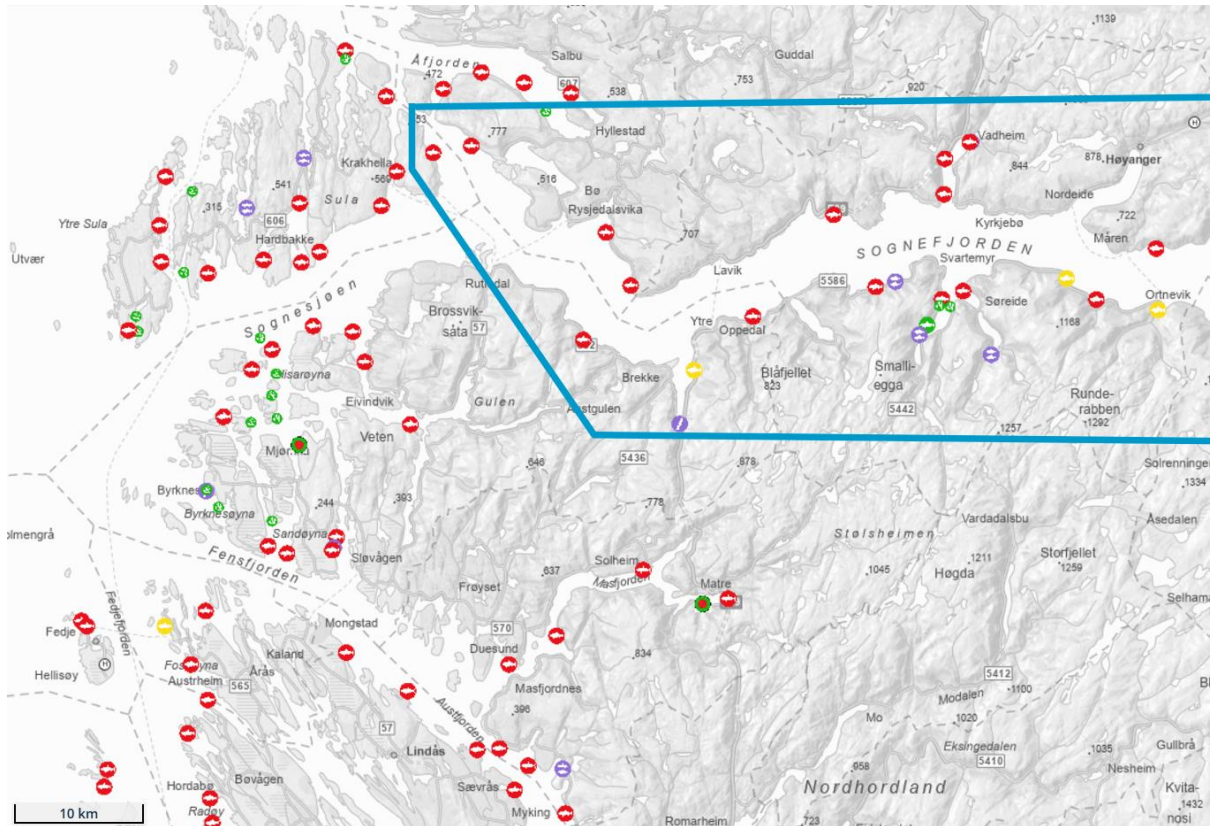 1139
Salbu
Guddal
Åfjorden
472
607
753
920
538
53
777
Hyllestad
Vadheim
844
878
Høyanger
H
Krakhella
569
541
516
Bø
Nordeide
Sula
315
606
Rysjedalsvika
Kyrkjebø
722
Ytre Sula
Hardbakke
707
SOGNEFJORDEN
Måren
Utvær
Svartemyr
Lavik
5586
Rutledal
Søreide
Ortnevik
Sognesjøen
Brossvik-
såta
57
Ytre
Oppedal
1168
Brekke
Blåfjellet
823
Smalli-
egga
Runde-
rabben
1292
Eivindvik
Gulen
5442
Veten
1257
646
5436
878
Solrenningen
1334
Byrknesøyna
244
393
778
Vardadalsbu
Åsedalen
Sandøyna
Stølsheimen
Storfjellet
1259
Fensfjorden
Sløvågen
Solheim
1211
637
Masfjorden
Matre
1045
Høgda
Frøyset
Selhama
Fedjefjorden
Fedje
Mongstad
570
Duesund
Kaland
834
H
Hellisøy
Austrheim
Årås
565
5412
Masfjordnes
1100
Modalen
396
Austfjorden
57
Mo
1020
Lindås
Eksingedalen
5410
1035
Gullbrå
958
Nesheim
Sævrås
Hordabø
Bøvågen
Nordhordland
Kvita-
nosi
1432
10 km
Radøy
Myking
Romarheim
723